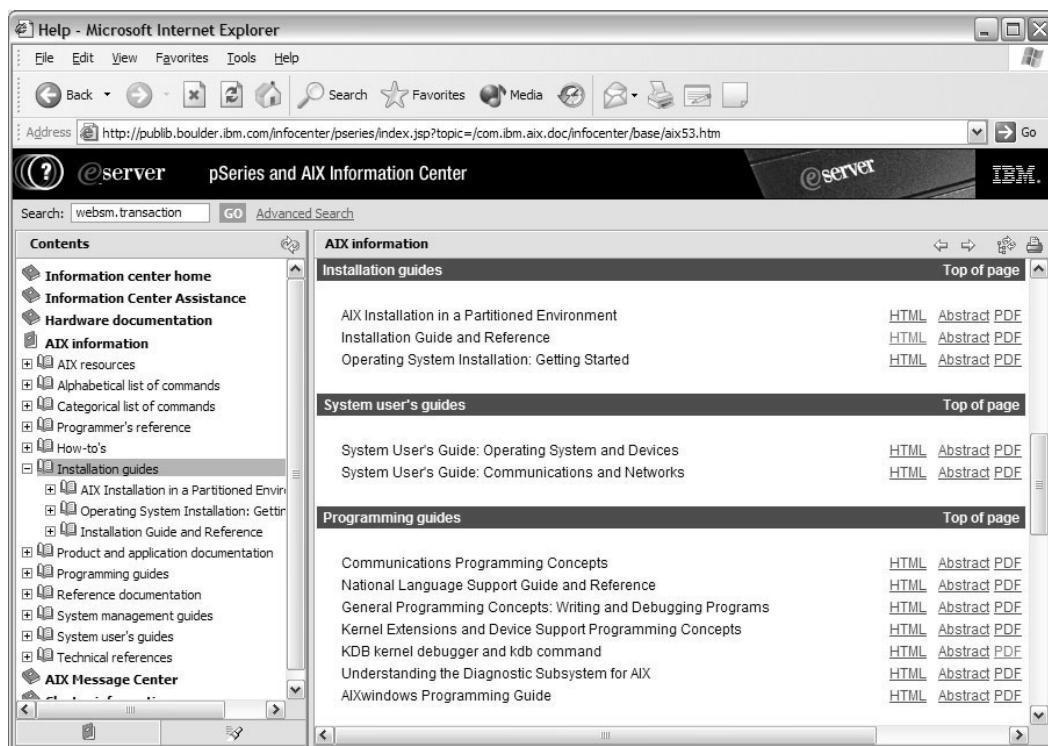 Help - Microsoft Internet Explorer
File Edit View Favorites Tools Help
Back Search Favorites Media
Address http://publib.boulder.ibm.com/infocenter/pseries/index.jsp?topic=/com.ibm.aix.doc/infocenter/base/aix53.htm Go
(?) eserver pSeries and AIX Information Center eserver IBM.
Search: websm.transaction GO Advanced Search
Contents
Information center home
Information Center Assistance
Hardware documentation
AIX information
AIX resources
Alphabetical list of commands
Categorical list of commands
Programmer's reference
How-to's
Installation guides
AIX Installation in a Partitioned Envir
Operating System Installation: Gettin
Installation Guide and Reference
Product and application documentation
Programming guides
Reference documentation
System management guides
System user's guides
Technical references
AIX Message Center
AIX information
Installation guides Top of page
AIX Installation in a Partitioned Environment HTML Abstract PDF
Installation Guide and Reference HTML Abstract PDF
Operating System Installation: Getting Started HTML Abstract PDF
System user's guides Top of page
System User's Guide: Operating System and Devices HTML Abstract PDF
System User's Guide: Communications and Networks HTML Abstract PDF
Programming guides Top of page
Communications Programming Concepts HTML Abstract PDF
National Language Support Guide and Reference HTML Abstract PDF
General Programming Concepts: Writing and Debugging Programs HTML Abstract PDF
Kernel Extensions and Device Support Programming Concepts HTML Abstract PDF
KDB kernel debugger and kdb command HTML Abstract PDF
Understanding the Diagnostic Subsystem for AIX HTML Abstract PDF
AIXwindows Programming Guide HTML Abstract PDF